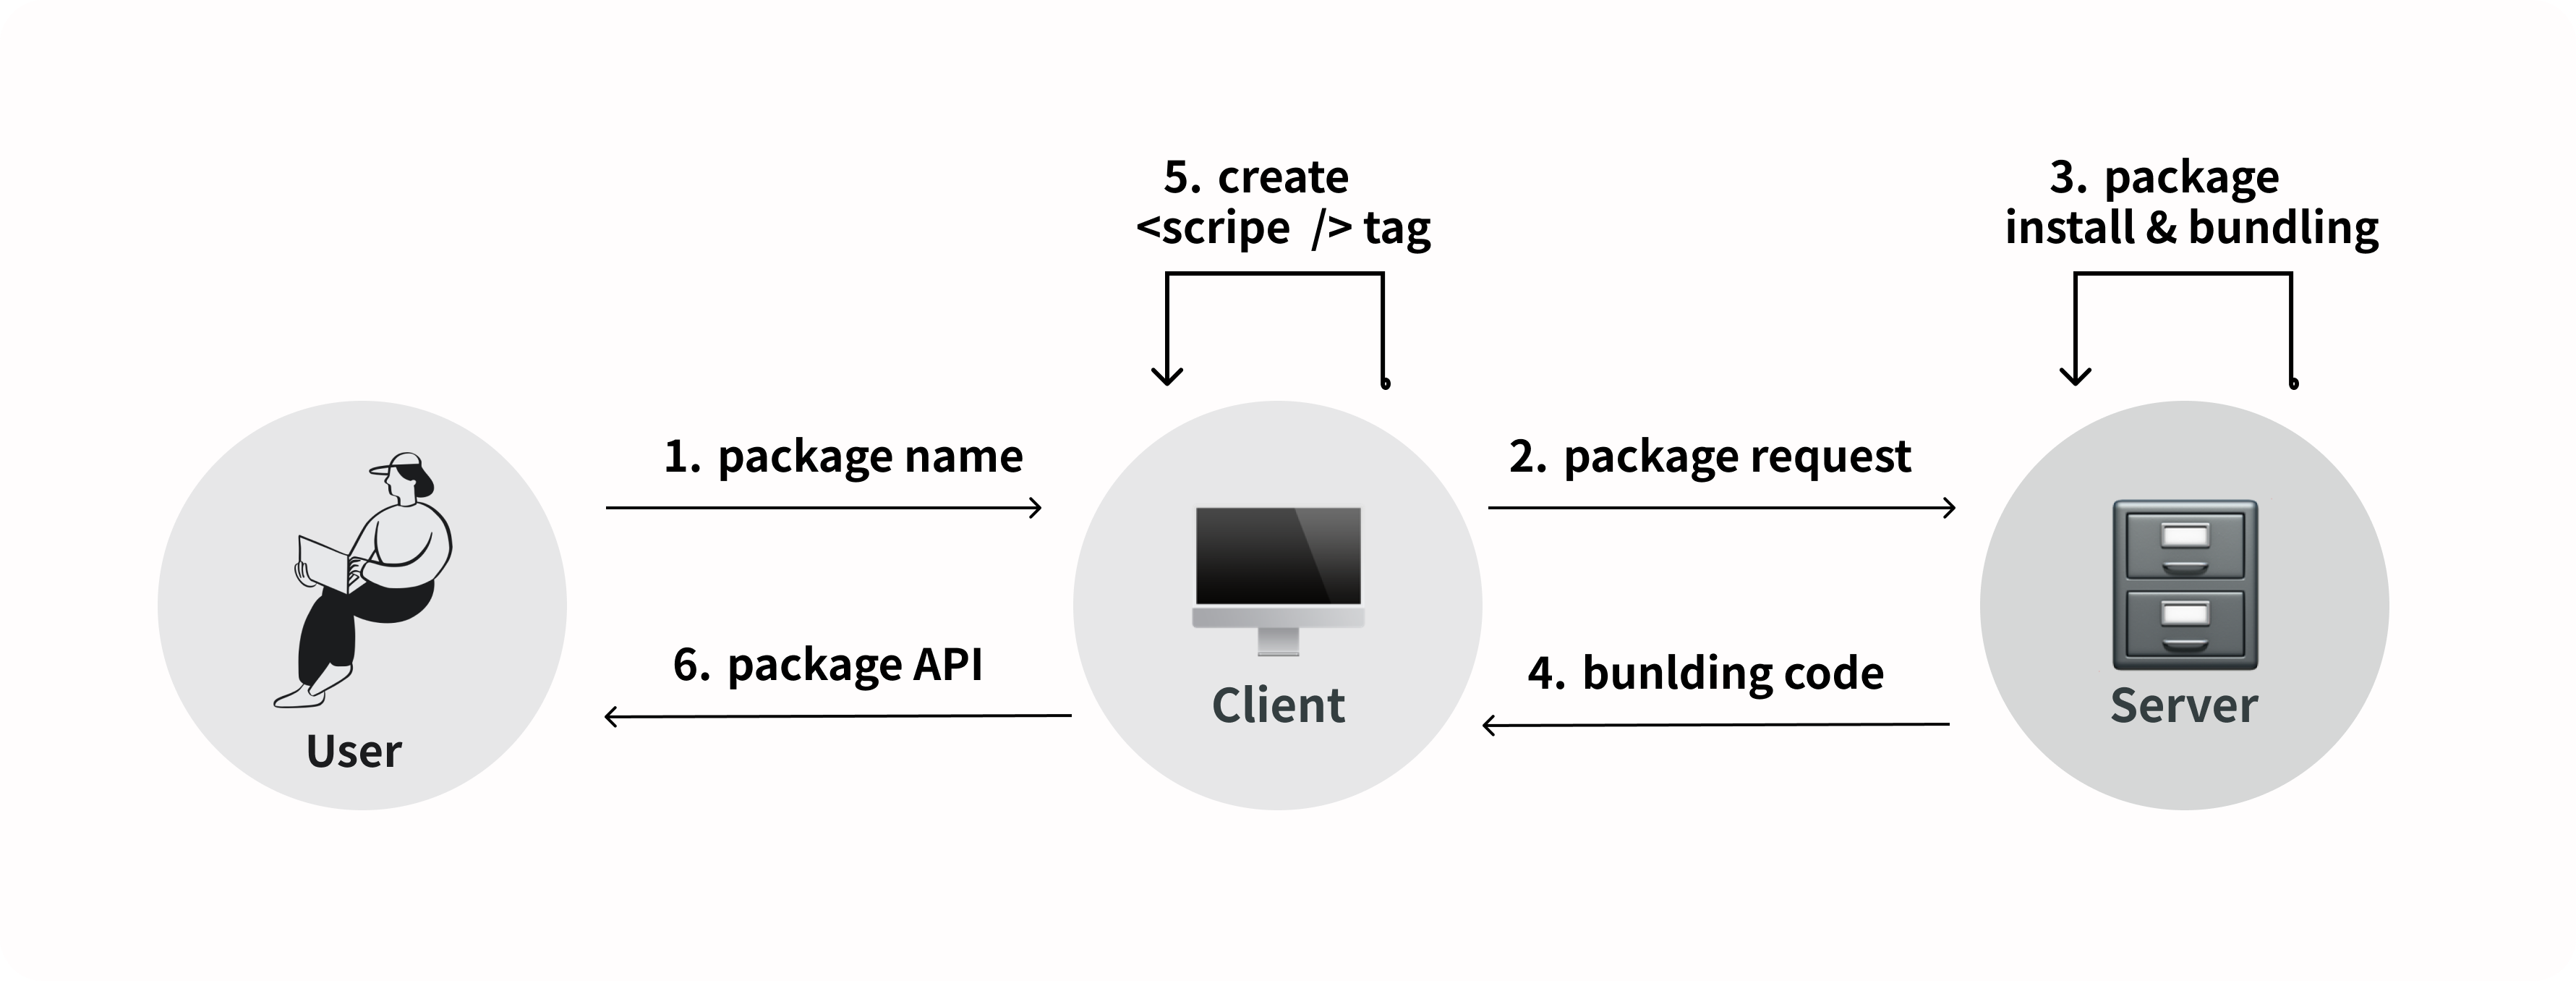 5. create
<scripe /> tag
3. package
install & bundling
1. package name
2. package request
6. package API
4. bunlding code
User
Client
Server